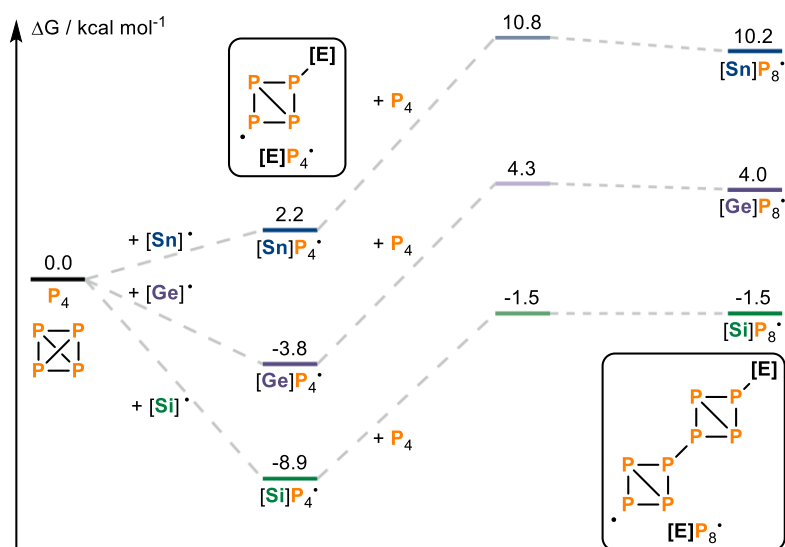 ΔG / kcal mol⁻¹
10.8
10.2
[Sn]P₈•
[E]
P P
P P
•
[E]P₄•
+ P₄
4.3
4.0
[Ge]P₈•
2.2
[Sn]P₄•
+ [Sn]•
+ P₄
0.0
P₄
+ [Ge]•
P P
P P
-1.5
-1.5
[Si]P₈•
-3.8
[Ge]P₄•
+ [Si]•
+ P₄
-8.9
[Si]P₄•
[E]
P P
P P
P P
P P
•
[E]P₈•